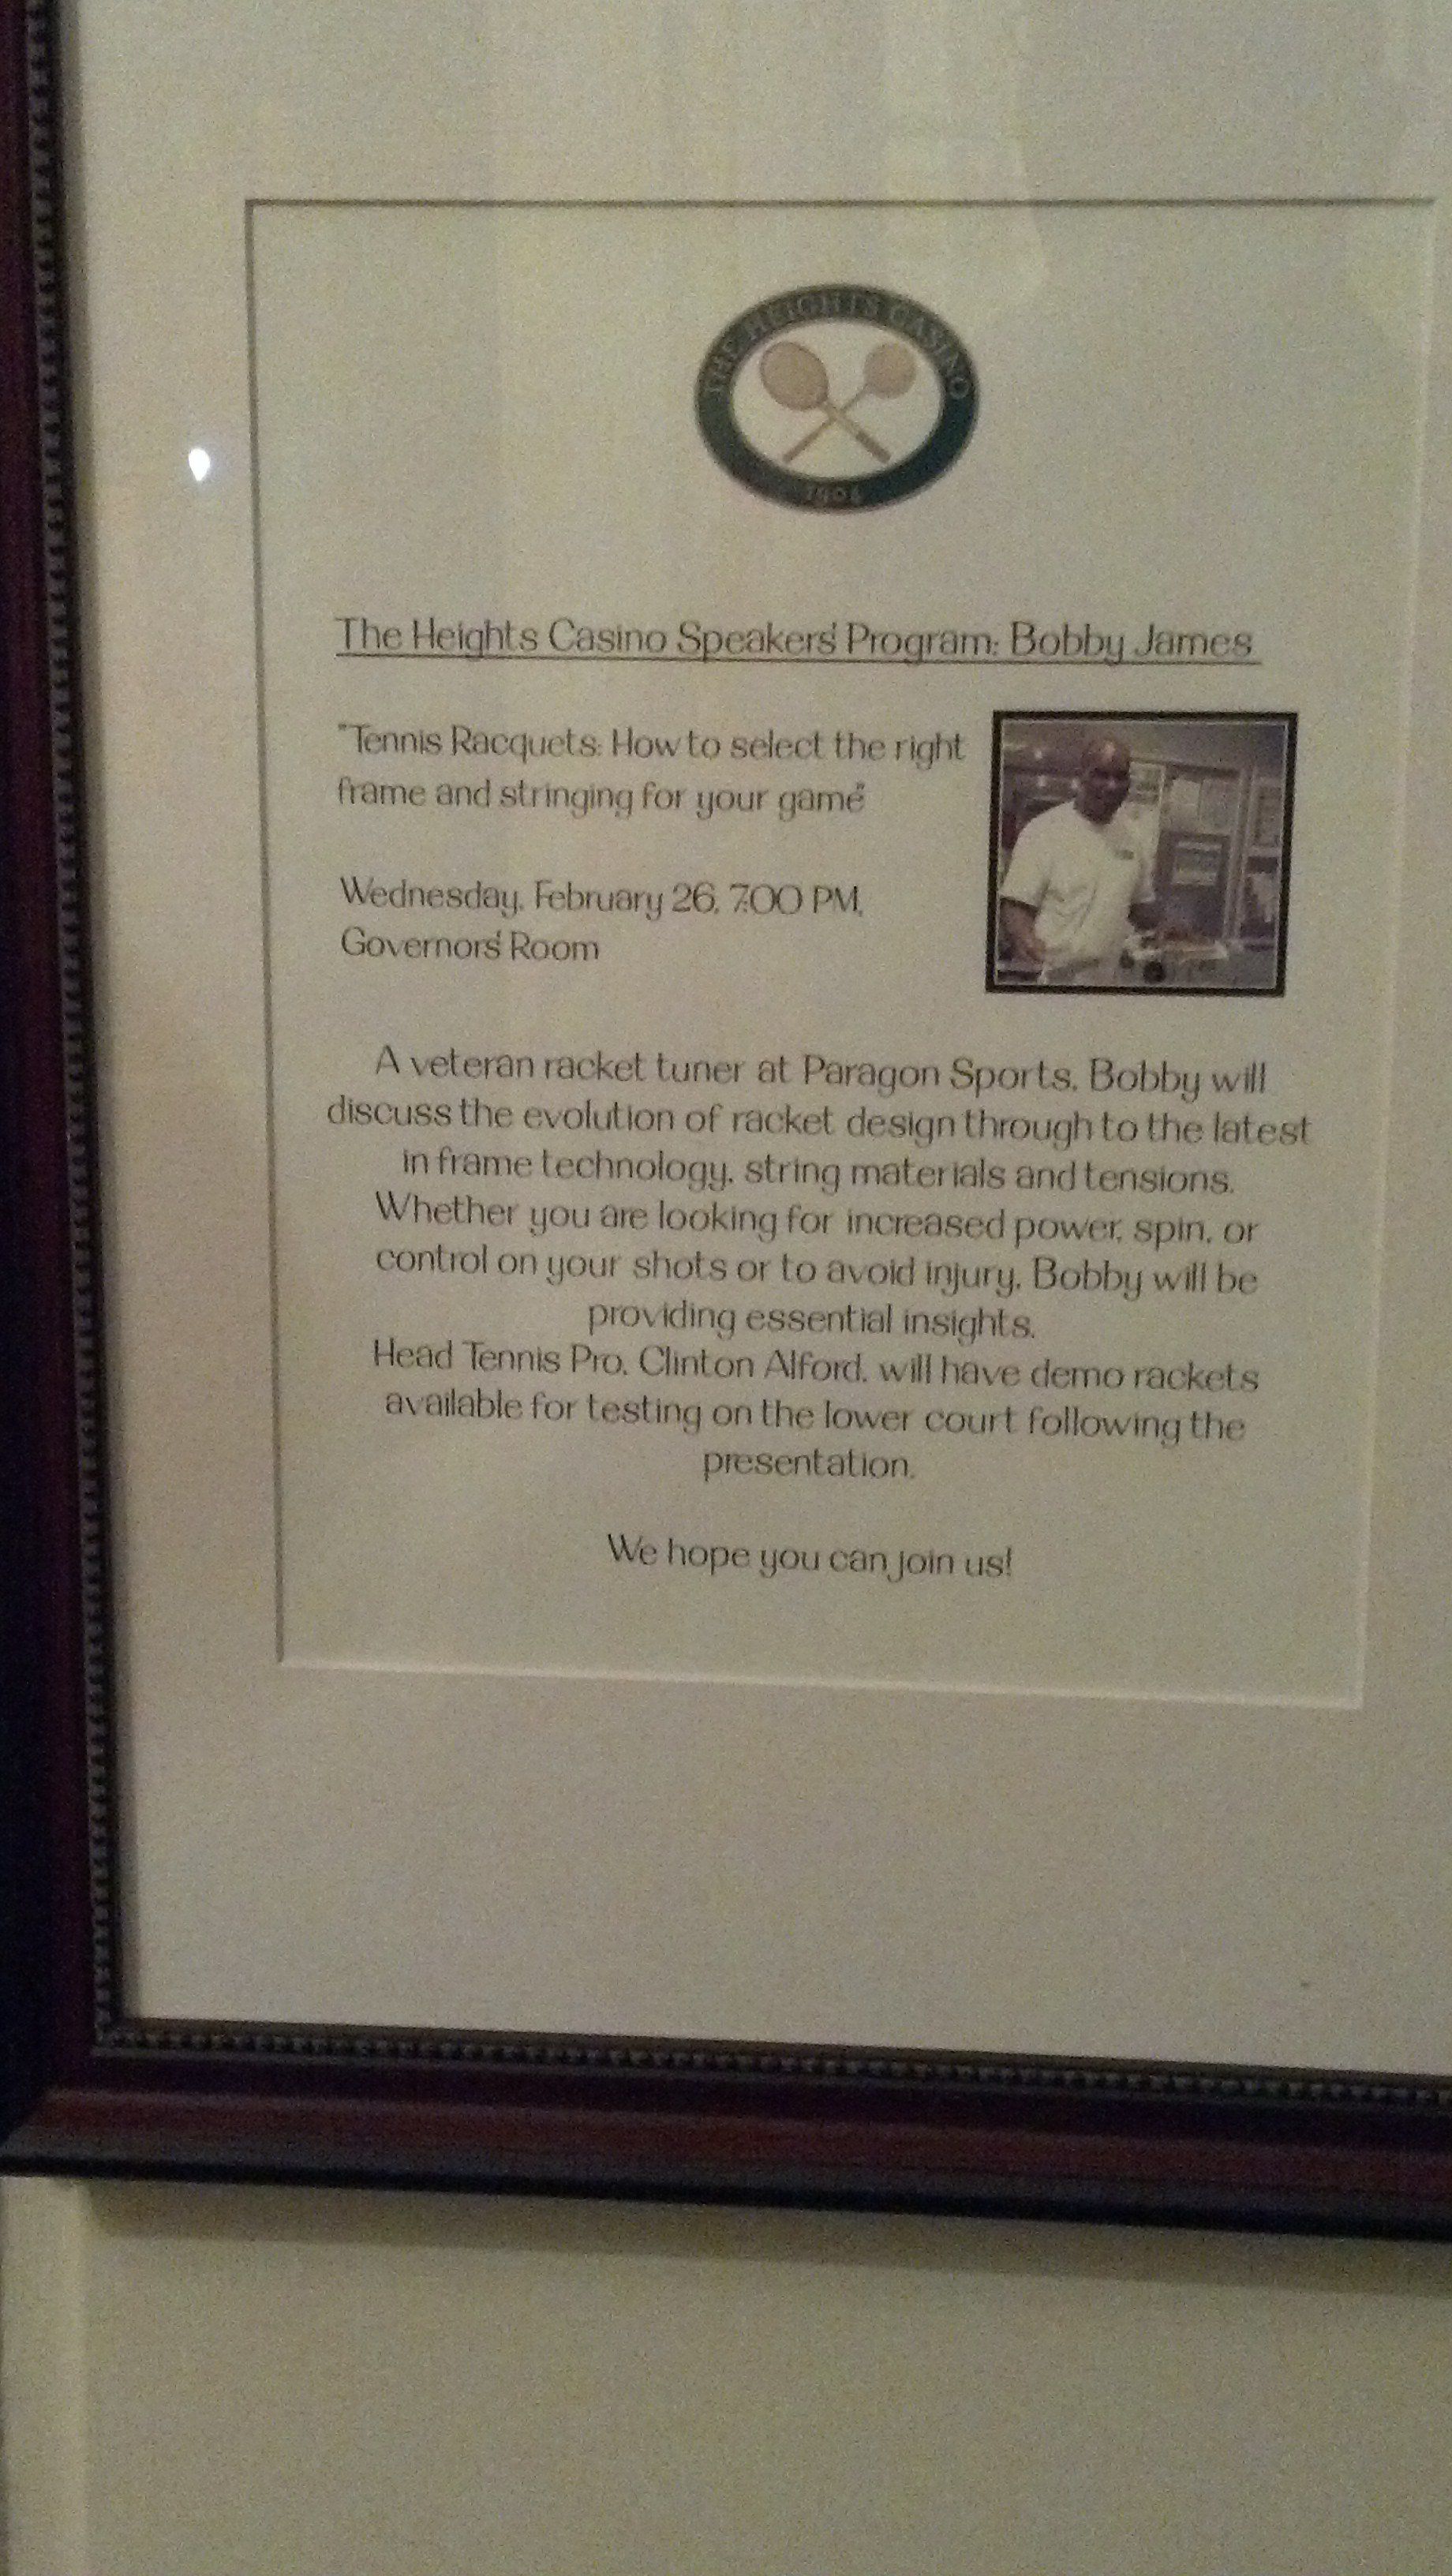 THE HEIGHTS CASINO
1904
The Heights Casino Speakers' Program: Bobby James
"Tennis Racquets: How to select the right
frame and stringing for your game"
Wednesday, February 26, 7:00 PM,
Governors' Room
A veteran racket tuner at Paragon Sports, Bobby will
discuss the evolution of racket design through to the latest
in frame technology, string materials and tensions.
Whether you are looking for increased power, spin, or
control on your shots or to avoid injury, Bobby will be
providing essential insights.
Head Tennis Pro, Clinton Alford, will have demo rackets
available for testing on the lower court following the
presentation.
We hope you can join us!